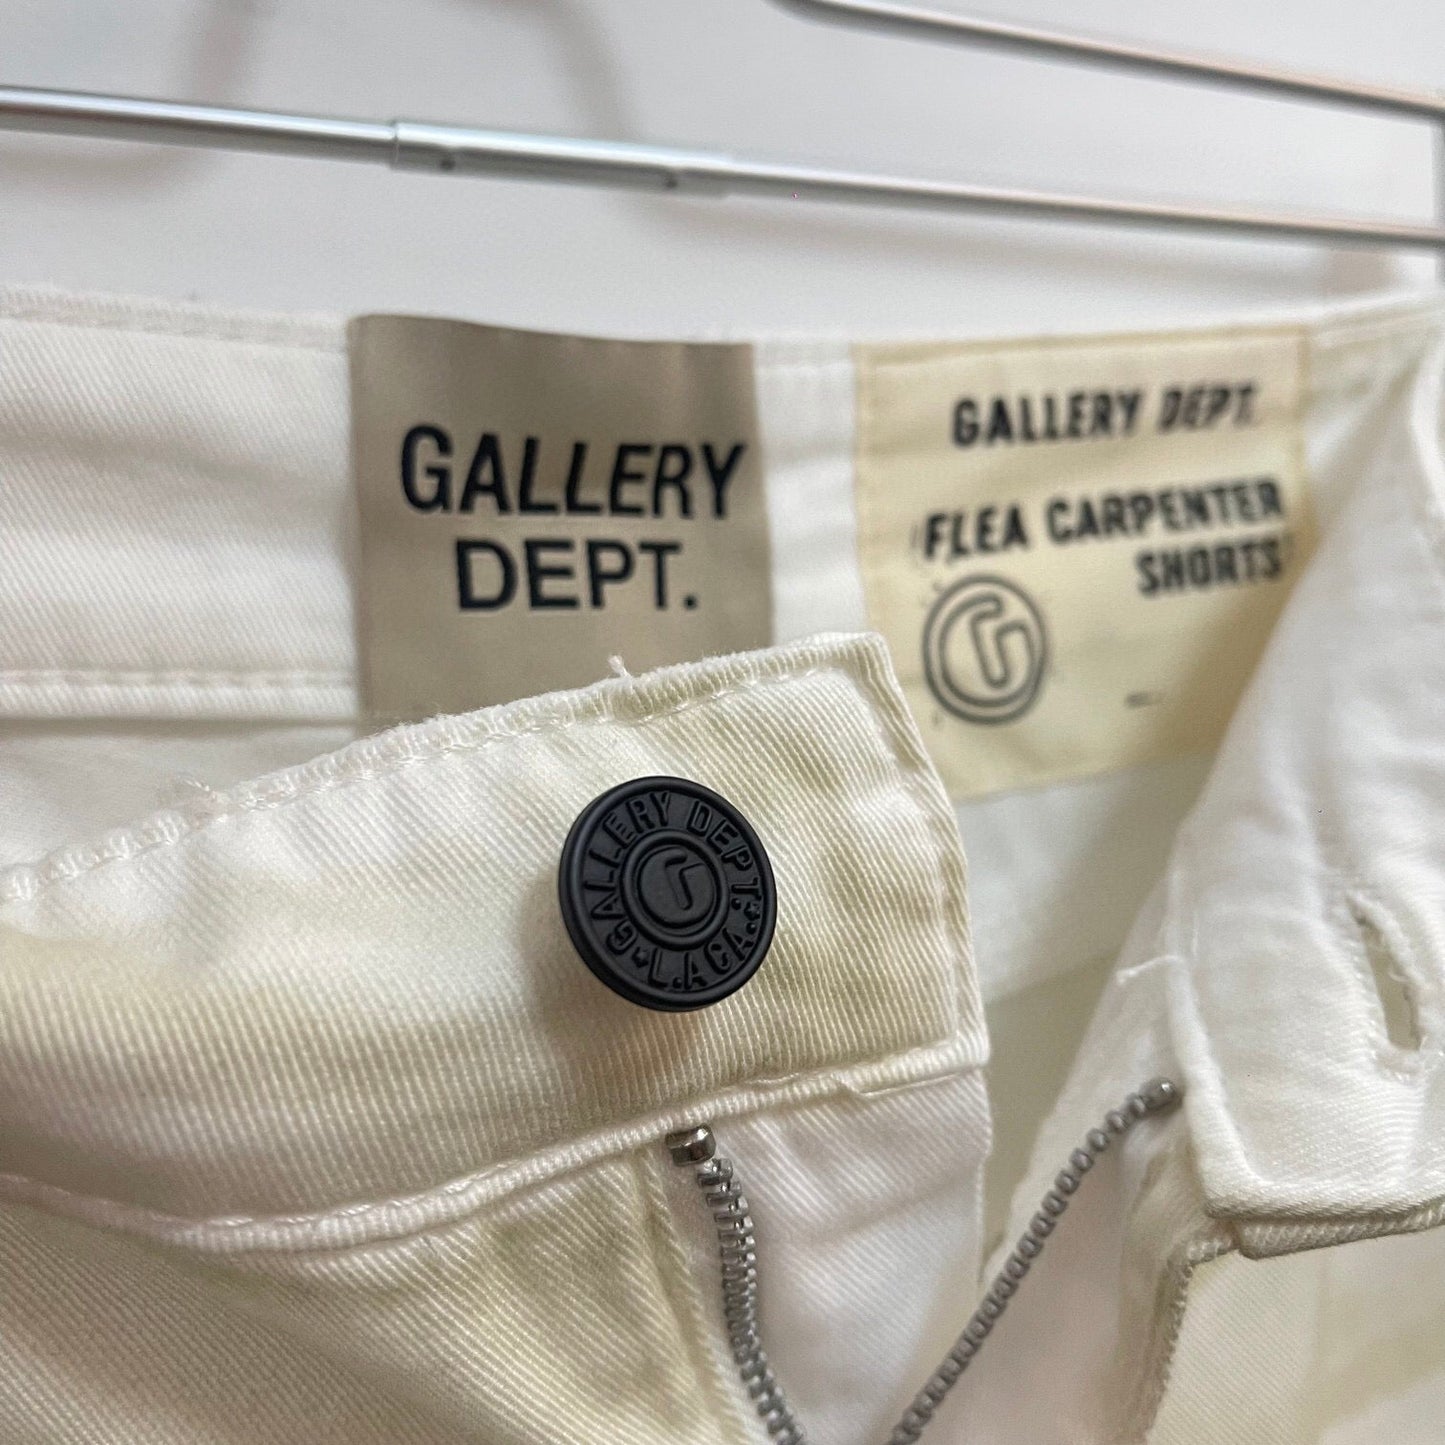 GALLERY
DEPT.
GALLERY DEPT.
FLEA CARPENTER
SHORTS
GALLERY DEPT.
L.A CA.